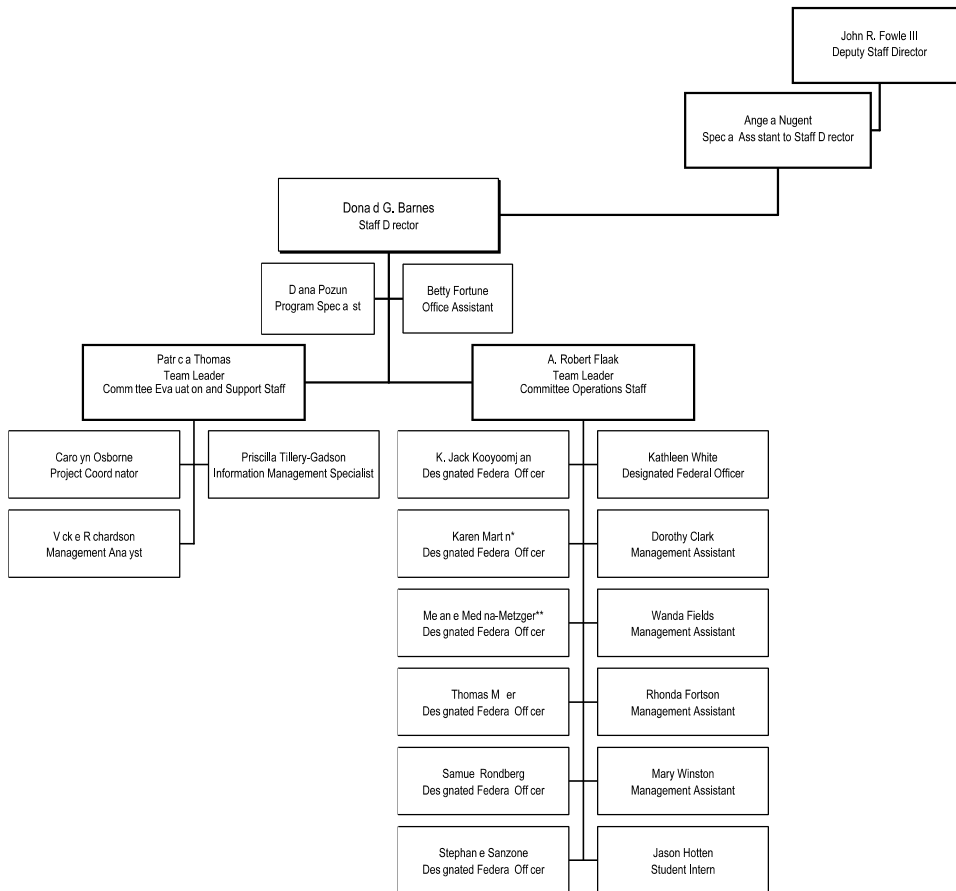 John R. Fowle III
Deputy Staff Director
Ange a Nugent
Spec a Ass stant to Staff D rector
Dona d G. Barnes
Staff D rector
D ana Pozun
Program Spec a st
Betty Fortune
Office Assistant
Patr c a Thomas
Team Leader
Comm ttee Eva uat on and Support Staff
A. Robert Flaak
Team Leader
Committee Operations Staff
Caro yn Osborne
Project Coord nator
Priscilla Tillery-Gadson
Information Management Specialist
K. Jack Kooyoomj an
Des gnated Federa Off cer
Kathleen White
Designated Federal Officer
V ck e R chardson
Management Ana yst
Karen Mart n*
Des gnated Federa Off cer
Dorothy Clark
Management Assistant
Me an e Med na-Metzger**
Des gnated Federa Off cer
Wanda Fields
Management Assistant
Thomas M er
Des gnated Federa Off cer
Rhonda Fortson
Management Assistant
Samue Rondberg
Des gnated Federa Off cer
Mary Winston
Management Assistant
Stephan e Sanzone
Des gnated Federa Off cer
Jason Hotten
Student Intern